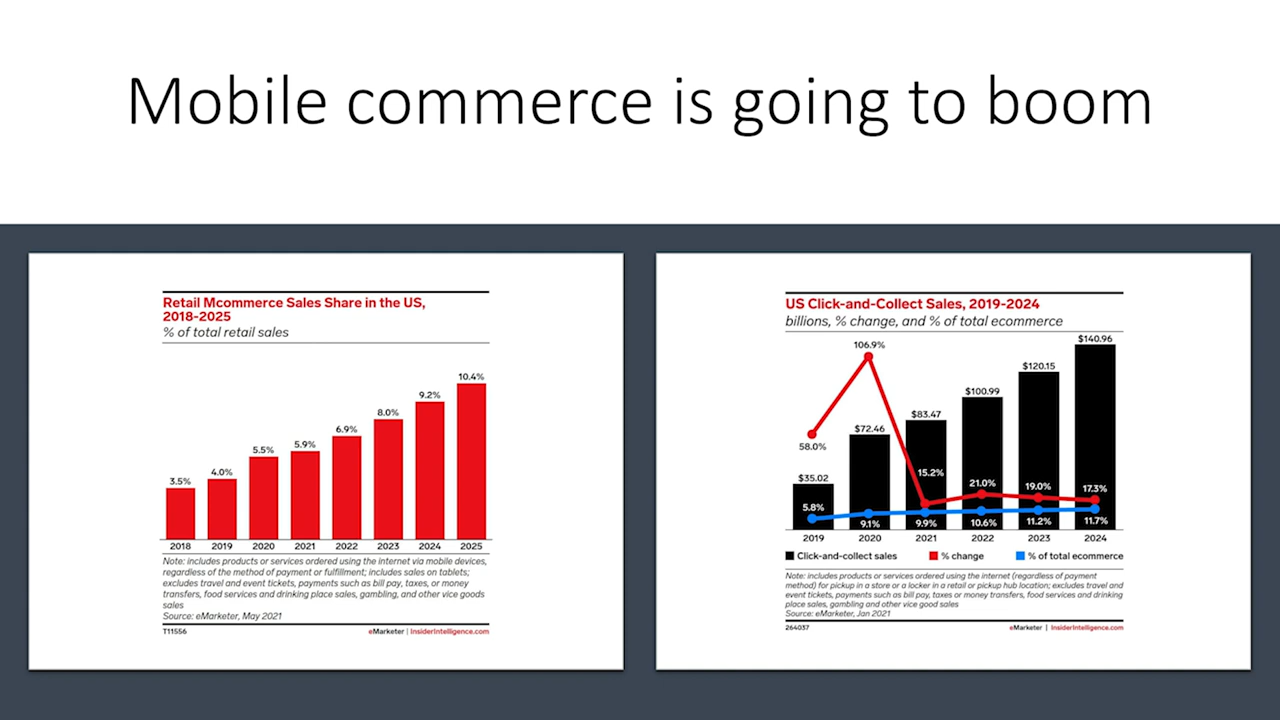 Mobile commerce is going to boom
Retail Mcommerce Sales Share in the US,
2018-2025
% of total retail sales
10.4%
9.2%
8.0%
6.9%
5.9%
5.5%
4.0%
3.5%
2018 2019 2020 2021 2022 2023 2024 2025
Note: includes products or services ordered using the internet via mobile devices,
regardless of the method of payment or fulfillment; includes sales on tablets;
excludes travel and event tickets, payments such as bill pay, taxes, or money
transfers, food services and drinking place sales, gambling, and other vice goods
sales
Source: eMarketer, May 2021
T11556 eMarketer | InsiderIntelligence.com
US Click-and-Collect Sales, 2019-2024
billions, % change, and % of total ecommerce
$140.96
106.9%
$120.15
$100.99
$83.47
$72.46
58.0%
15.2%
$35.02
21.0% 19.0% 17.3%
5.8%
9.1% 9.9% 10.6% 11.2% 11.7%
2019 2020 2021 2022 2023 2024
Click-and-collect sales % change % of total ecommerce
Note: includes products or services ordered using the internet (regardless of payment
method) for pickup in a store or a locker in a retail or pickup hub location; excludes travel and
event tickets, payments such as bill pay, taxes or money transfers, food services and drinking
place sales, gambling and other vice good sales
Source: eMarketer, Jan 2021
264037 eMarketer | InsiderIntelligence.com